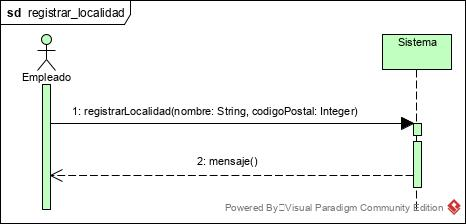 sd registrar_localidad
Empleado
Sistema
1: registrarLocalidad(nombre: String, codigoPostal: Integer)
2: mensaje()
Powered By Visual Paradigm Community Edition